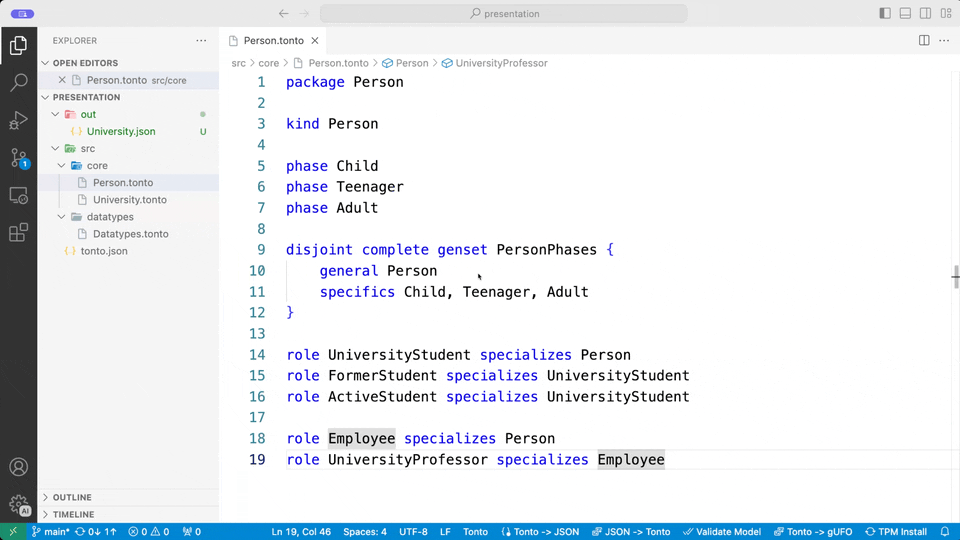 presentation
EXPLORER
OPEN EDITORS
Person.tonto src/core
PRESENTATION
out
University.json U
src
core
Person.tonto
University.tonto
datatypes
Datatypes.tonto
tonto.json
OUTLINE
TIMELINE
Person.tonto
src > core > Person.tonto > Person > UniversityProfessor
1 package Person
2
3 kind Person
4
5 phase Child
6 phase Teenager
7 phase Adult
8
9 disjoint complete genset PersonPhases {
10 general Person
11 specifics Child, Teenager, Adult
12 }
13
14 role UniversityStudent specializes Person
15 role FormerStudent specializes UniversityStudent
16 role ActiveStudent specializes UniversityStudent
17
18 role Employee specializes Person
19 role UniversityProfessor specializes Employee
1
AI
main* 0↓ 1↑ 0 0 0 Ln 19, Col 46 Spaces: 4 UTF-8 LF Tonto Tonto -> JSON JSON -> Tonto Validate Model Tonto -> gUFO TPM Install